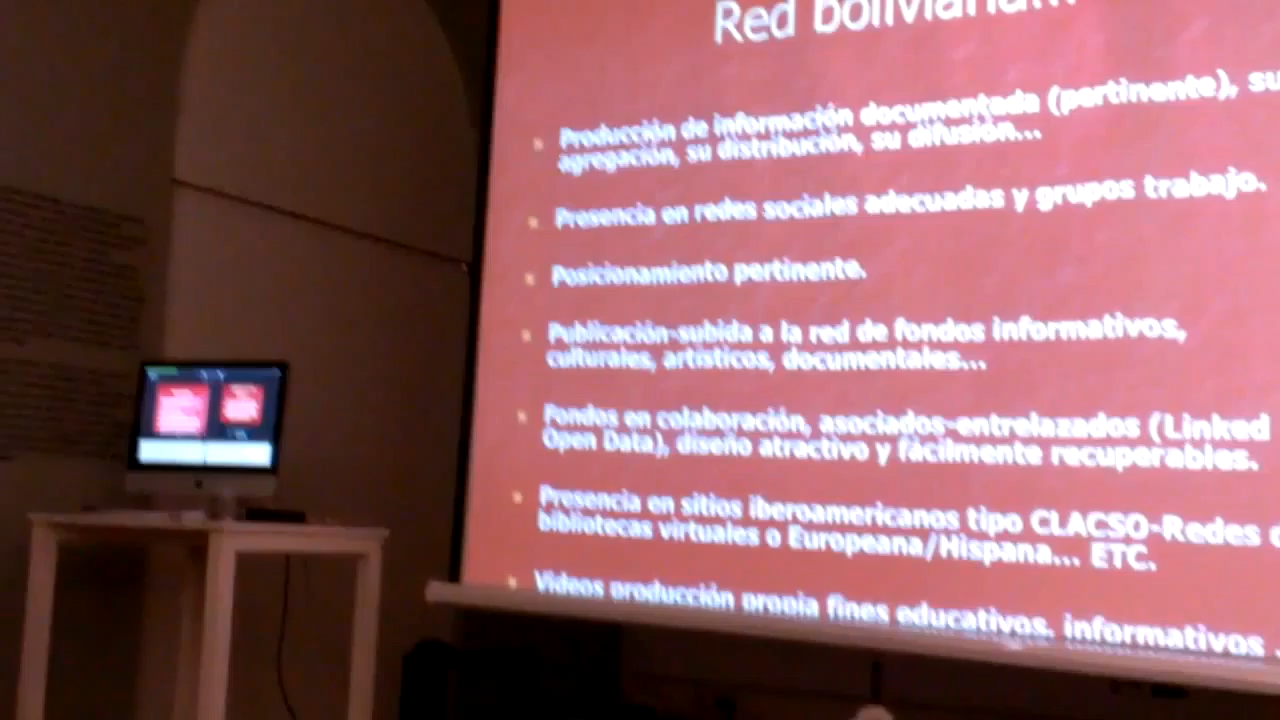 Red boliviana...
Producción de información documentada (pertinente), su
agregación, su distribución, su difusión...
Presencia en redes sociales adecuadas y grupos trabajo.
Posicionamiento pertinente.
Publicación-subida a la red de fondos informativos,
culturales, artísticos, documentales...
Fondos en colaboración, asociados-entrelazados (Linked
Open Data), diseño atractivo y fácilmente recuperables.
Presencia en sitios iberoamericanos tipo CLACSO-Redes
bibliotecas virtuales o Europeana/Hispana... ETC.
Videos producción propia fines educativos, informativos